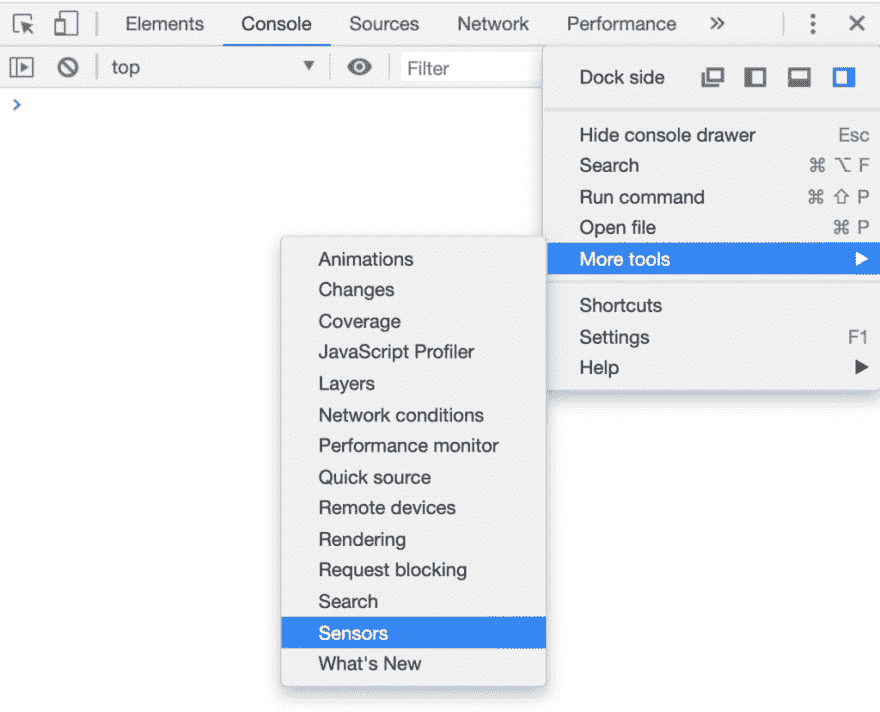 Elements Console Sources Network Performance »
top ▼ Filter
>
Dock side
Hide console drawer Esc
Search ⌘ ⌥ F
Run command ⌘ ⇧ P
Open file ⌘ P
More tools ▶
Shortcuts
Settings F1
Help ▶
Animations
Changes
Coverage
JavaScript Profiler
Layers
Network conditions
Performance monitor
Quick source
Remote devices
Rendering
Request blocking
Search
Sensors
What's New